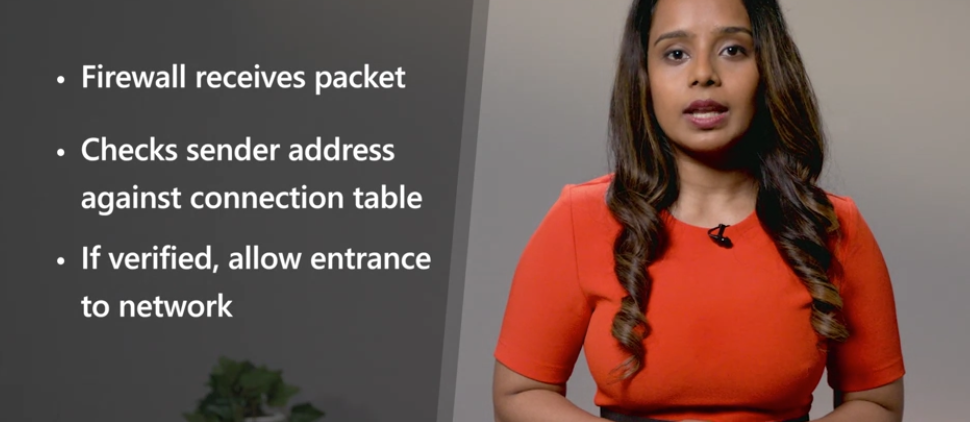 • Firewall receives packet
• Checks sender address
against connection table
• If verified, allow entrance
to network